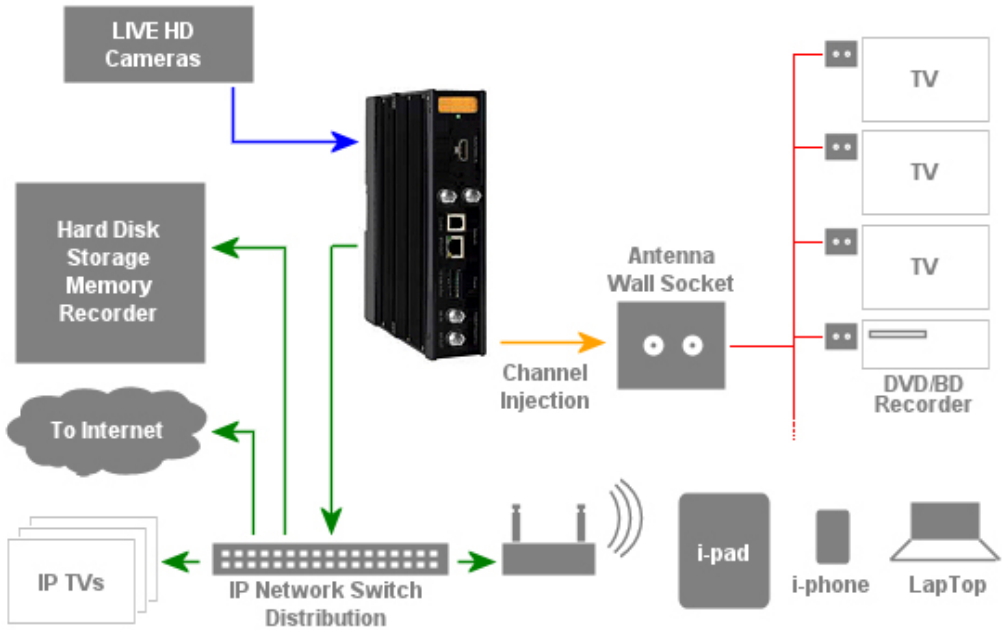 LIVE HD
Cameras
TV
TV
Hard Disk
Storage
Memory
Recorder
Antenna
Wall Socket
TV
Channel
Injection
DVD/BD
Recorder
To Internet
i-pad
IP TVs
IP Network Switch
Distribution
i-phone
LapTop